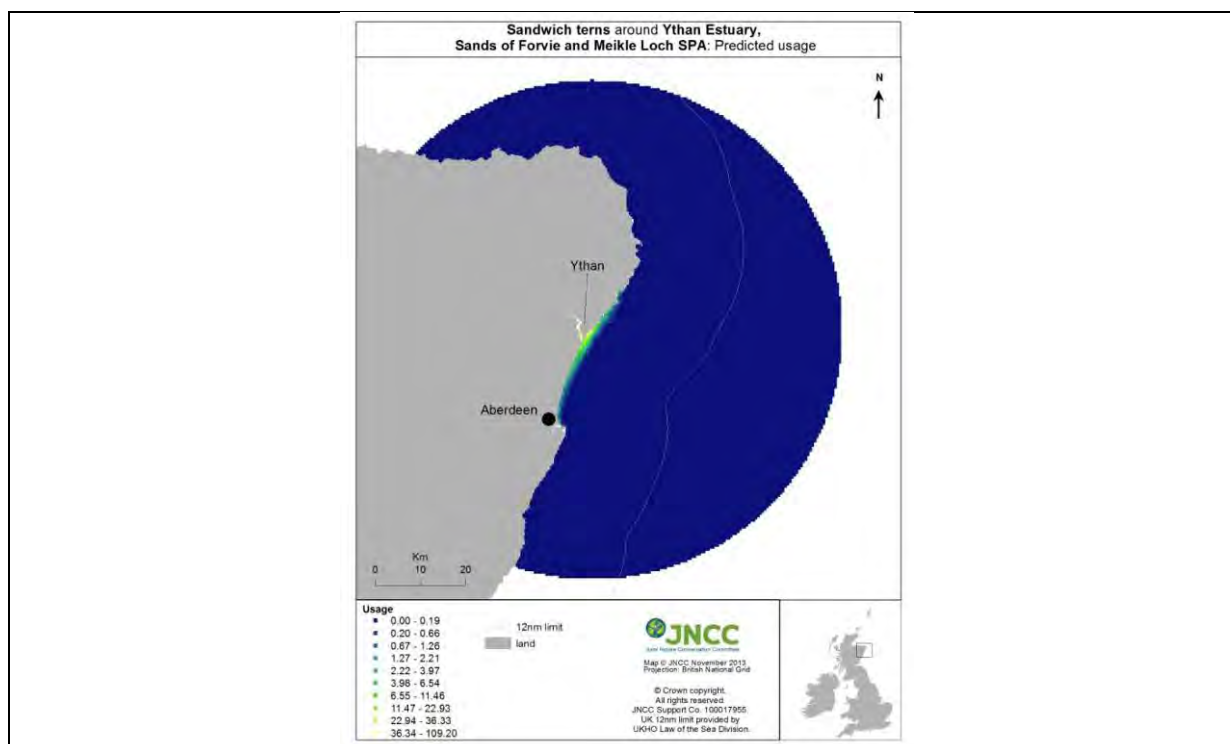 Sandwich terns around Ythan Estuary,
Sands of Forvie and Meikle Loch SPA: Predicted usage
N
Ythan
Aberdeen
Km
0 10 20
Usage
0.00 - 0.19
0.20 - 0.66
0.67 - 1.26
1.27 - 2.21
2.22 - 3.97
3.98 - 6.54
6.55 - 11.46
11.47 - 22.93
22.94 - 36.33
36.34 - 109.20
12nm limit
land
JNCC
Joint Nature Conservation Committee
Map © JNCC November 2013
Projection: British National Grid
© Crown copyright.
All rights reserved.
JNCC Support Co. 100017955
UK 12nm limit provided by
UKHO Law of the Sea Division.